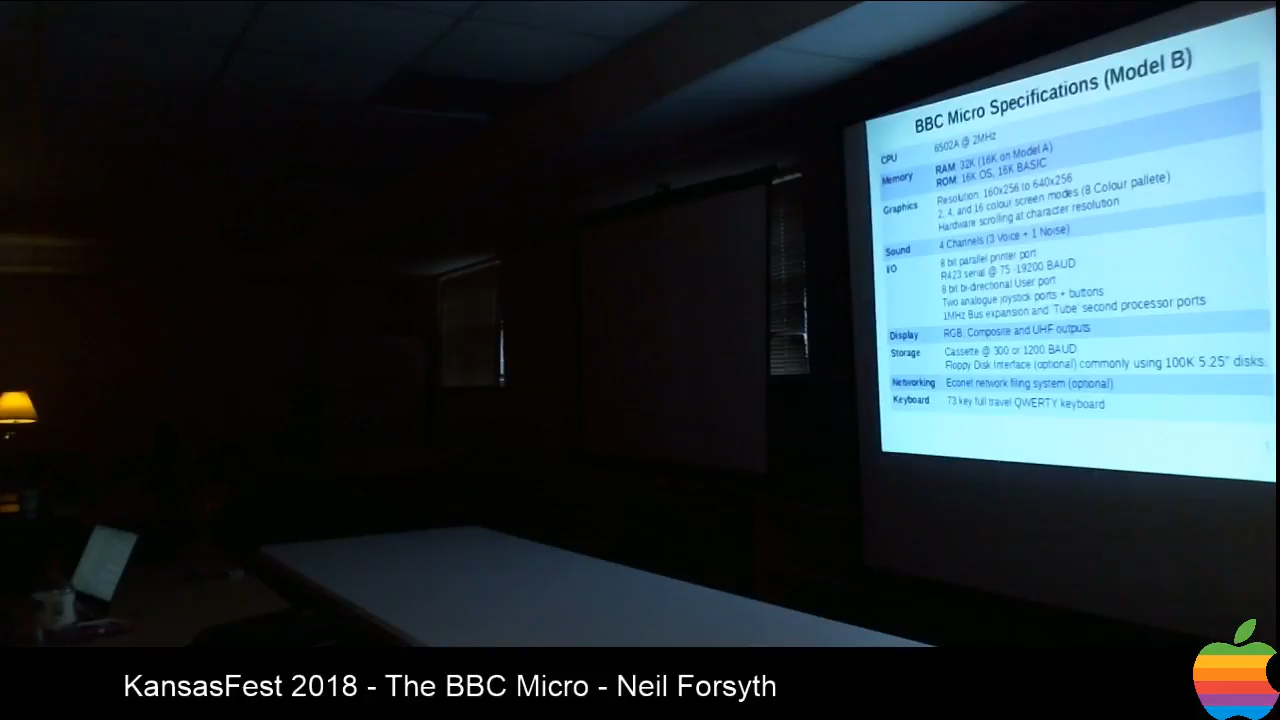 BBC Micro Specifications (Model B)
CPU 6502A @ 2MHz
Memory RAM: 32K (16K on Model A)
ROM: 16K OS, 16K BASIC
Graphics Resolution: 160x256 to 640x256
2, 4, and 16 colour screen modes (8 Colour pallete)
Hardware scrolling at character resolution
Sound 4 Channels (3 Voice + 1 Noise)
I/O 8 bit parallel printer port
R423 serial @ 75 -19200 BAUD
8 bit bi-directional User port
Two analogue joystick ports + buttons
1MHz Bus expansion and 'Tube' second processor ports
Display RGB, Composite and UHF outputs
Storage Cassette @ 300 or 1200 BAUD
Floppy Disk Interface (optional) commonly using 100K 5.25" disks.
Networking Econet network filing system (optional)
Keyboard 73 key full travel QWERTY keyboard
KansasFest 2018 - The BBC Micro - Neil Forsyth